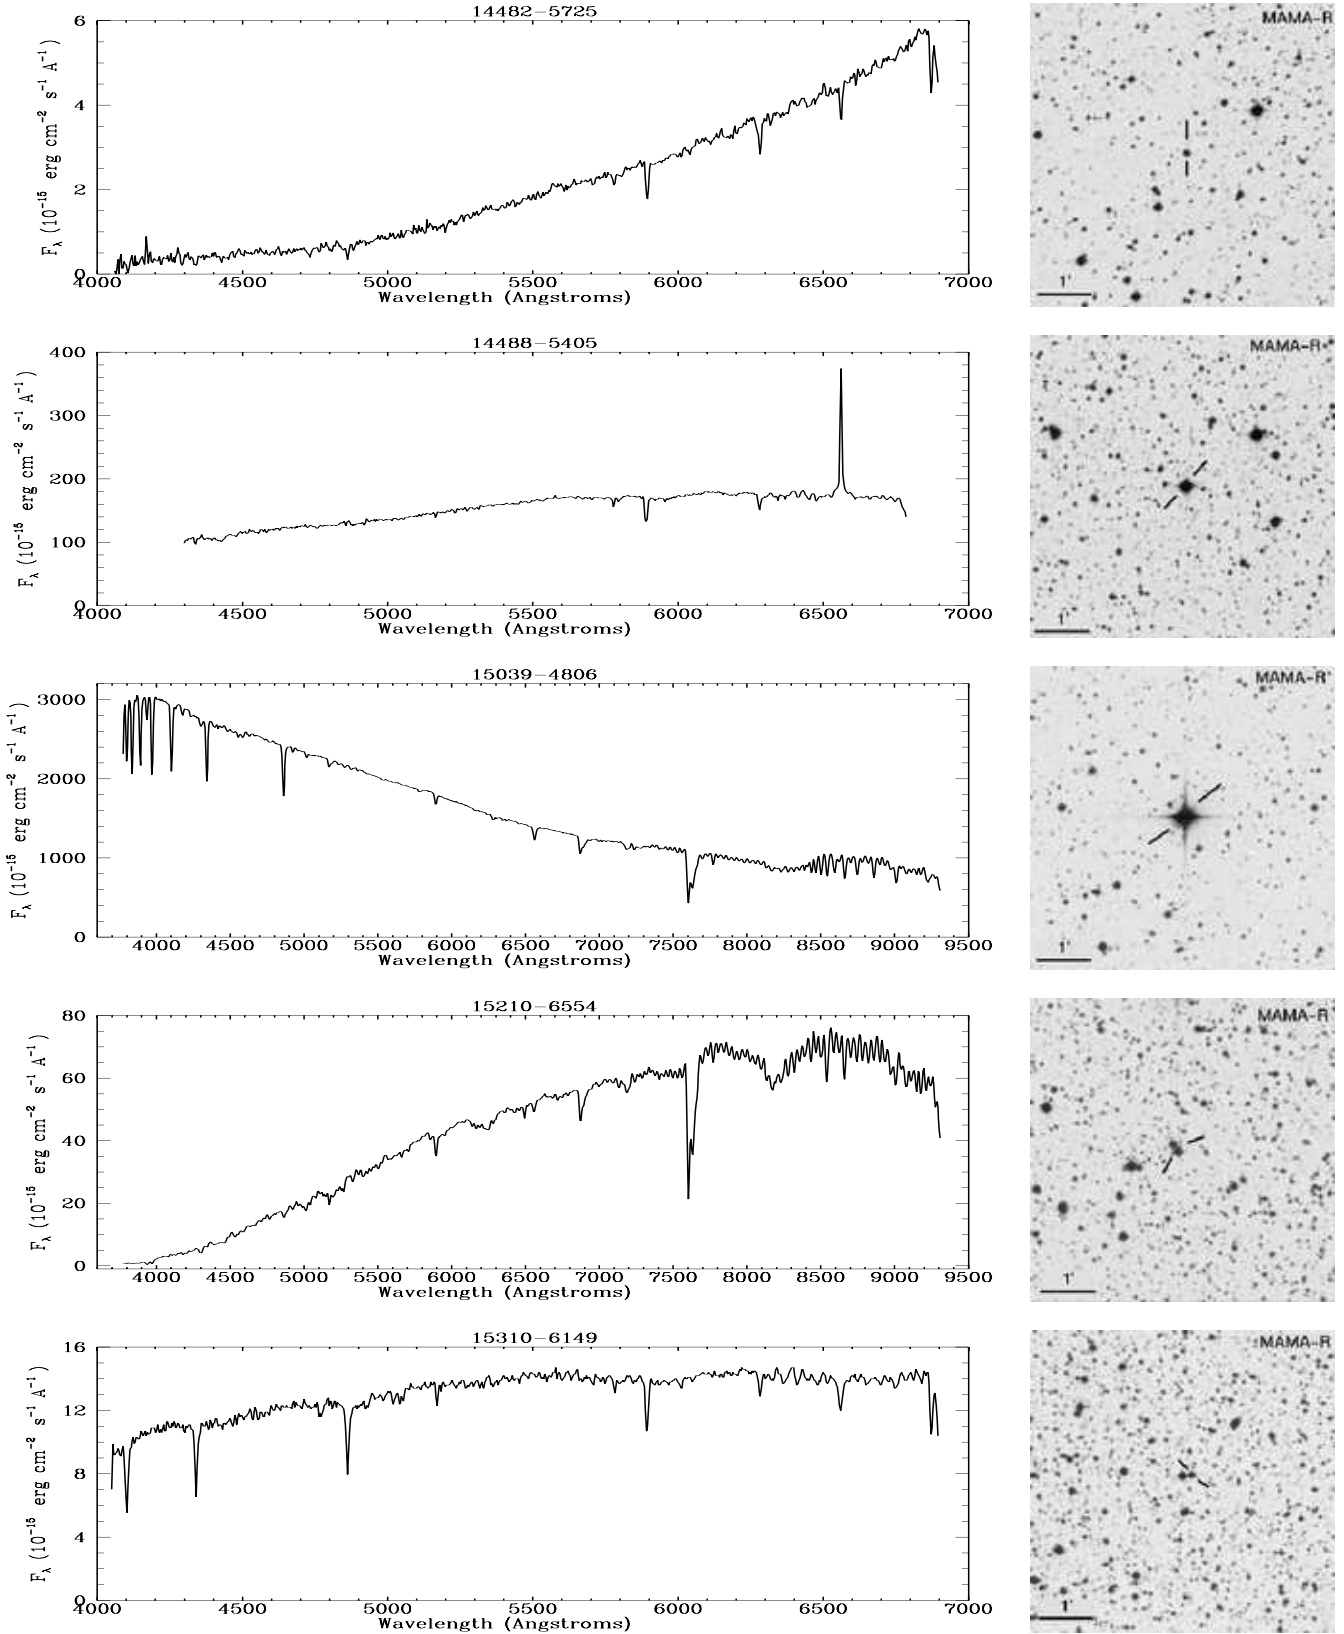 14482-5725
MAMA-R
6
4
2
0
F_λ (10^-15 erg cm^-2 s^-1 A^-1)
4000 4500 5000 5500 6000 6500 7000
Wavelength (Angstroms)
1'
14488-5405
MAMA-R
400
300
200
100
0
F_λ (10^-15 erg cm^-2 s^-1 A^-1)
4000 4500 5000 5500 6000 6500 7000
Wavelength (Angstroms)
1'
15039-4806
MAMA-R
3000
2000
1000
0
F_λ (10^-15 erg cm^-2 s^-1 A^-1)
4000 4500 5000 5500 6000 6500 7000 7500 8000 8500 9000 9500
Wavelength (Angstroms)
1'
15210-6554
MAMA-R
80
60
40
20
0
F_λ (10^-15 erg cm^-2 s^-1 A^-1)
4000 4500 5000 5500 6000 6500 7000 7500 8000 8500 9000 9500
Wavelength (Angstroms)
1'
15310-6149
MAMA-R
16
12
8
4
0
F_λ (10^-15 erg cm^-2 s^-1 A^-1)
4000 4500 5000 5500 6000 6500 7000
Wavelength (Angstroms)
1'